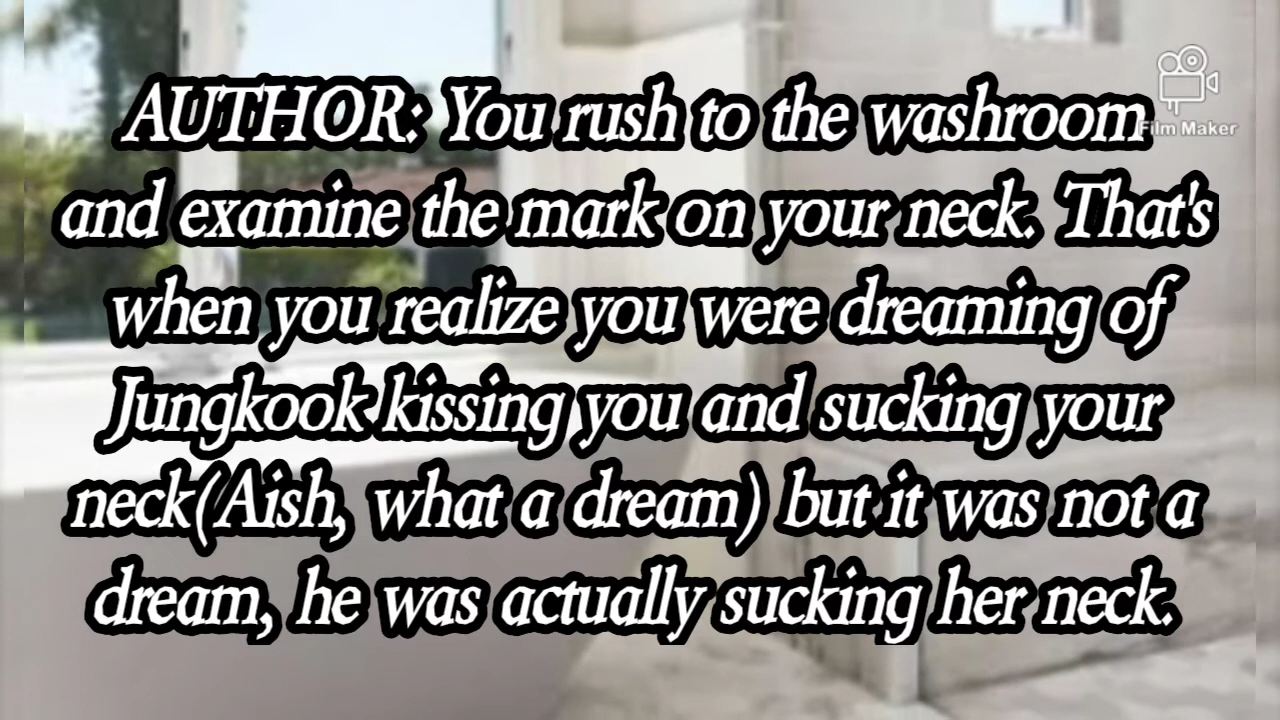 AUTHOR: You rush to the washroom
Film Maker
and examine the mark on your neck. That's
when you realize you were dreaming of
Jungkook kissing you and sucking your
neck(Aish, what a dream) but it was not a
dream, he was actually sucking her neck.